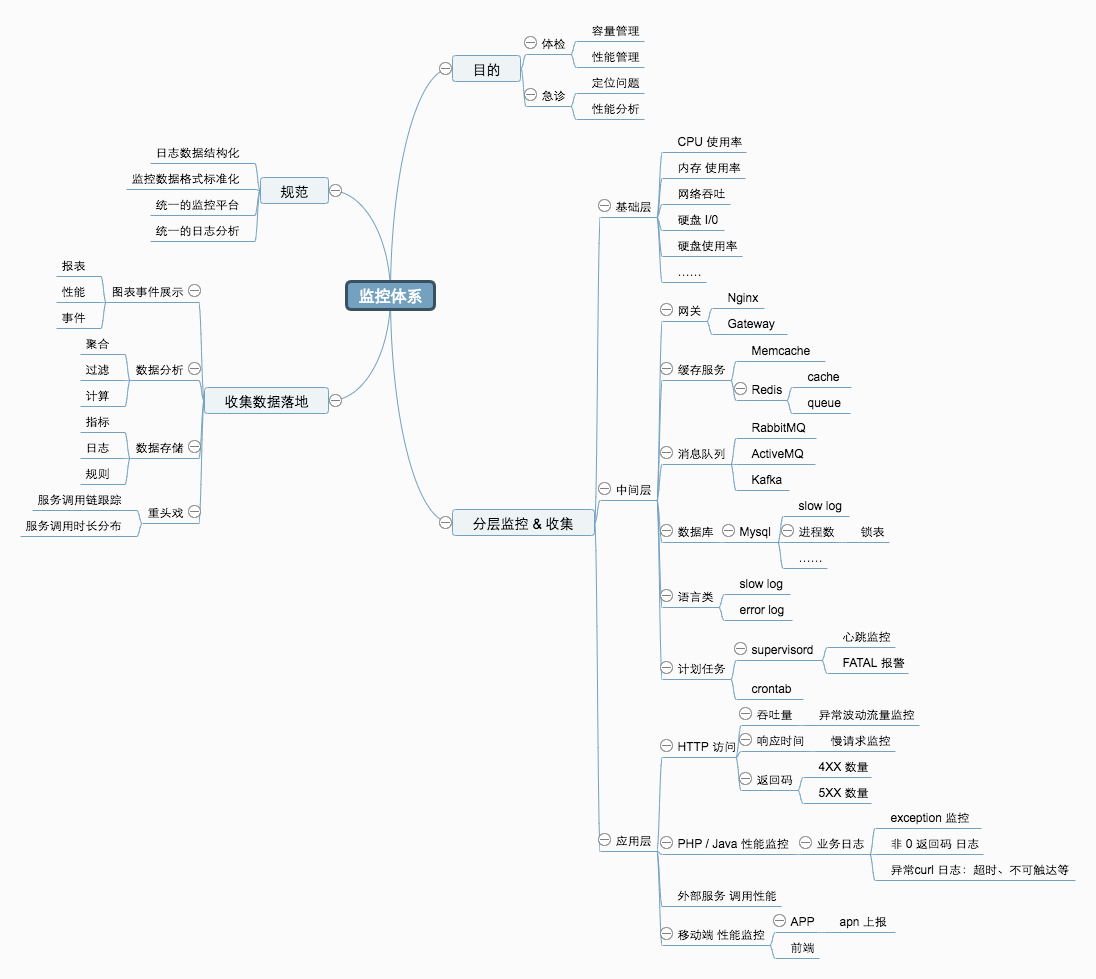 监控体系
目的
体检
容量管理
性能管理
急诊
定位问题
性能分析
规范
日志数据结构化
监控数据格式标准化
统一的监控平台
统一的日志分析
收集数据落地
图表事件展示
报表
性能
事件
数据分析
聚合
过滤
计算
数据存储
指标
日志
规则
重头戏
服务调用链跟踪
服务调用时长分布
分层监控 & 收集
基础层
CPU 使用率
内存 使用率
网络吞吐
硬盘 I/0
硬盘使用率
……
中间层
网关
Nginx
Gateway
缓存服务
Memcache
Redis
cache
queue
消息队列
RabbitMQ
ActiveMQ
Kafka
数据库
Mysql
slow log
进程数
锁表
……
语言类
slow log
error log
计划任务
supervisord
心跳监控
FATAL 报警
crontab
应用层
HTTP 访问
吞吐量
异常波动流量监控
响应时间
慢请求监控
返回码
4XX 数量
5XX 数量
PHP / Java 性能监控
业务日志
exception 监控
非 0 返回码 日志
异常curl 日志：超时、不可触达等
外部服务 调用性能
移动端 性能监控
APP
apn 上报
前端